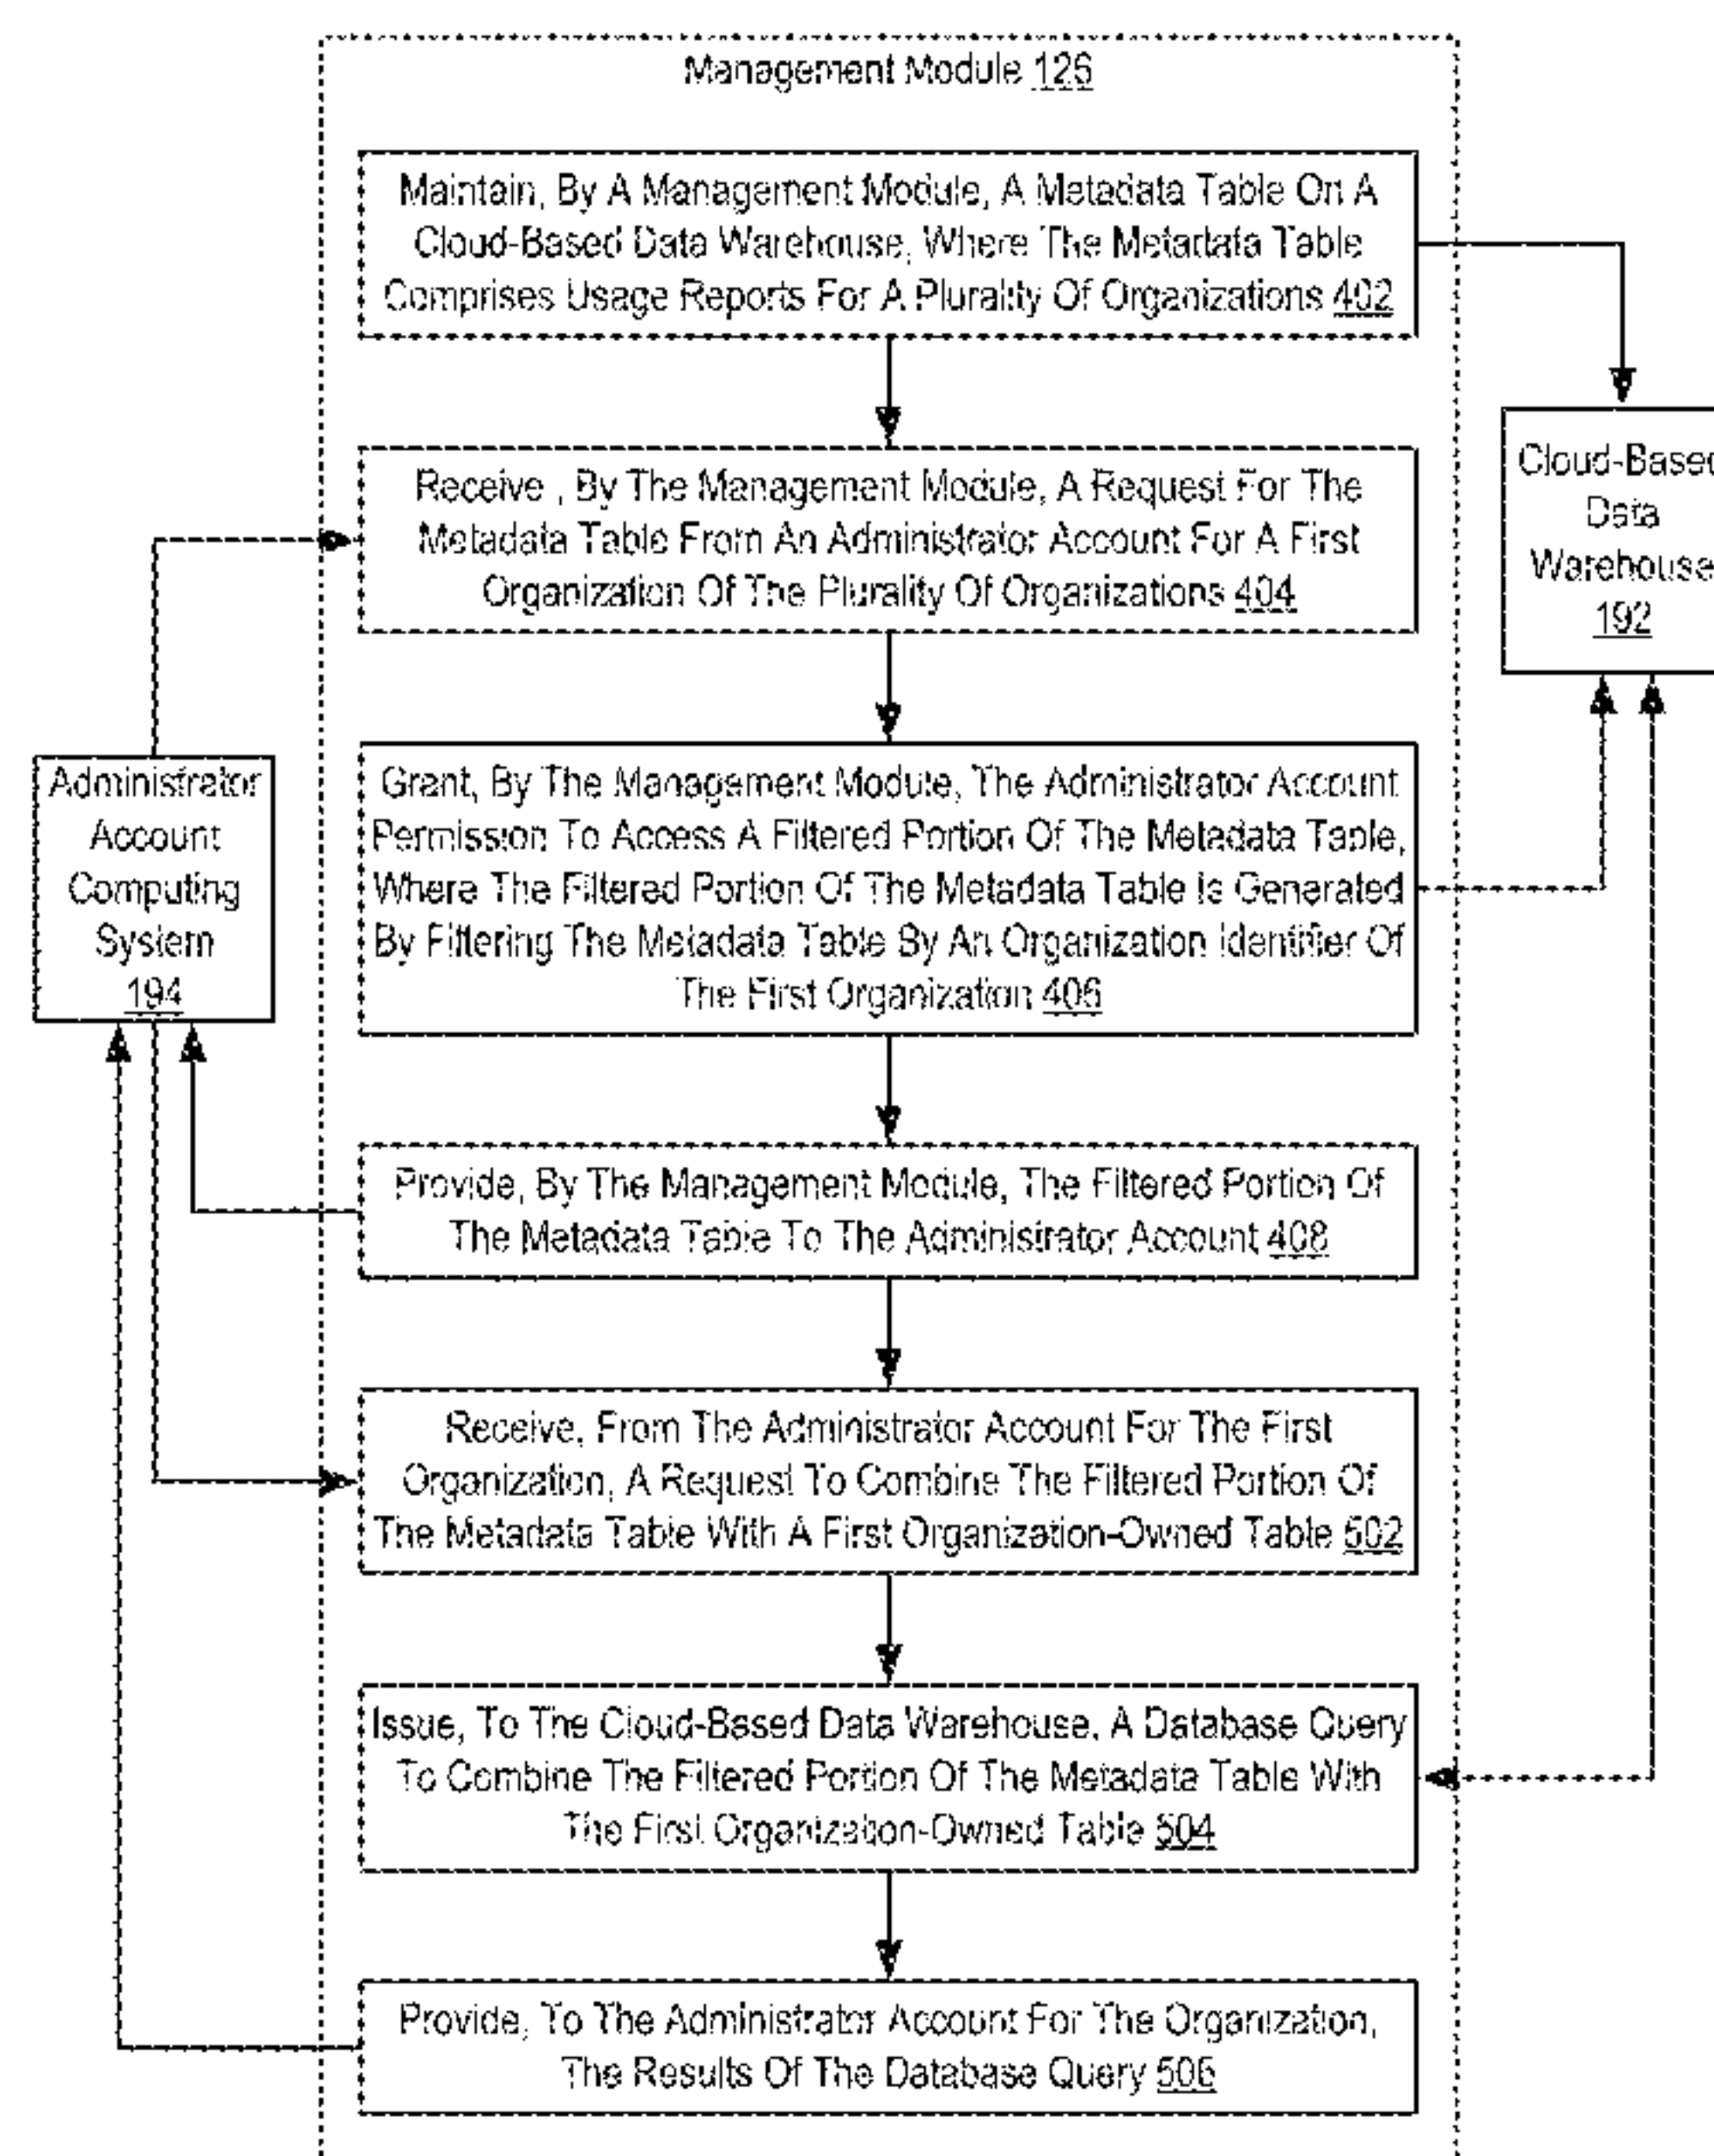 Management Module 126
Maintain, By A Management Module, A Metadata Table On A
Cloud-Based Data Warehouse, Where The Metadata Table
Comprises Usage Reports For A Plurality Of Organizations 402
Receive , By The Management Module, A Request For The
Metadata Table From An Administrator Account For A First
Organization Of The Plurality Of Organizations 404
Cloud-Based
Data
Warehouse
192
Administrator
Account
Computing
System
194
Grant, By The Management Module, The Administrator Account
Permission To Access A Filtered Portion Of The Metadata Table,
Where The Filtered Portion Of The Metadata Table Is Generated
By Filtering The Metadata Table By An Organization Identifier Of
The First Organization 406
Provide, By The Management Module, The Filtered Portion Of
The Metadata Table To The Administrator Account 408
Receive, From The Administrator Account For The First
Organization, A Request To Combine The Filtered Portion Of
The Metadata Table With A First Organization-Owned Table 502
Issue, To The Cloud-Based Data Warehouse, A Database Query
To Combine The Filtered Portion Of The Metadata Table With
The First Organization-Owned Table 504
Provide, To The Administrator Account For The Organization,
The Results Of The Database Query 506